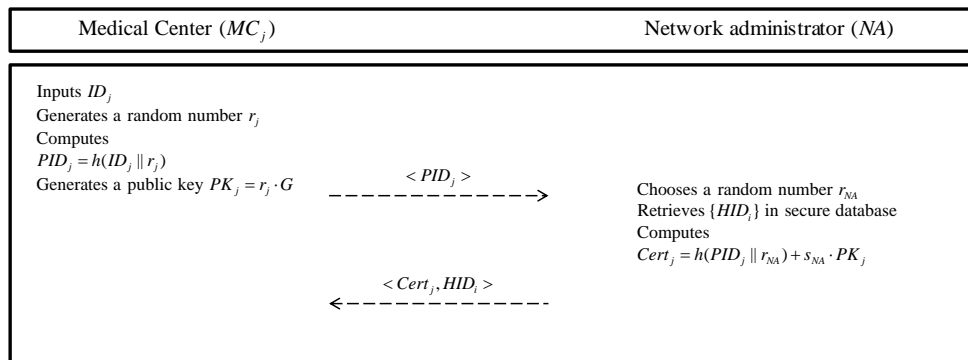 Medical Center (MC_j)
Network administrator (NA)
Inputs ID_j
Generates a random number r_j
Computes
PID_j = h(ID_j || r_j)
Generates a public key PK_j = r_j · G
< PID_j >
Chooses a random number r_NA
Retrieves {HID_i} in secure database
Computes
Cert_j = h(PID_j || r_NA) + s_NA · PK_j
< Cert_j, HID_i >